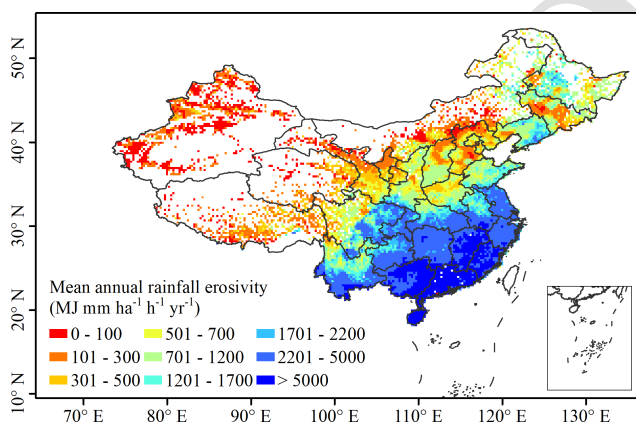 50° N
40° N
30° N
20° N
10° N
Mean annual rainfall erosivity
(MJ mm ha⁻¹ h⁻¹ yr⁻¹)
0 - 100
501 - 700
1701 - 2200
101 - 300
701 - 1200
2201 - 5000
301 - 500
1201 - 1700
> 5000
70° E
80° E
90° E
100° E
110° E
120° E
130° E